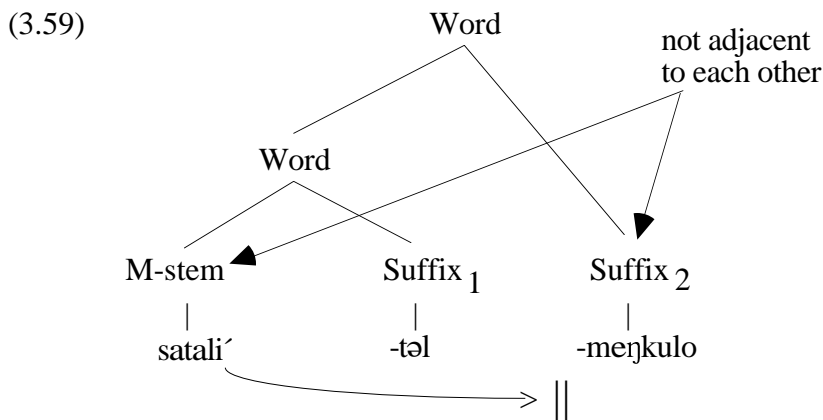 (3.59)
Word
not adjacent
to each other
Word
M-stem Suffix 1 Suffix 2
satali´ -təl -meŋkulo